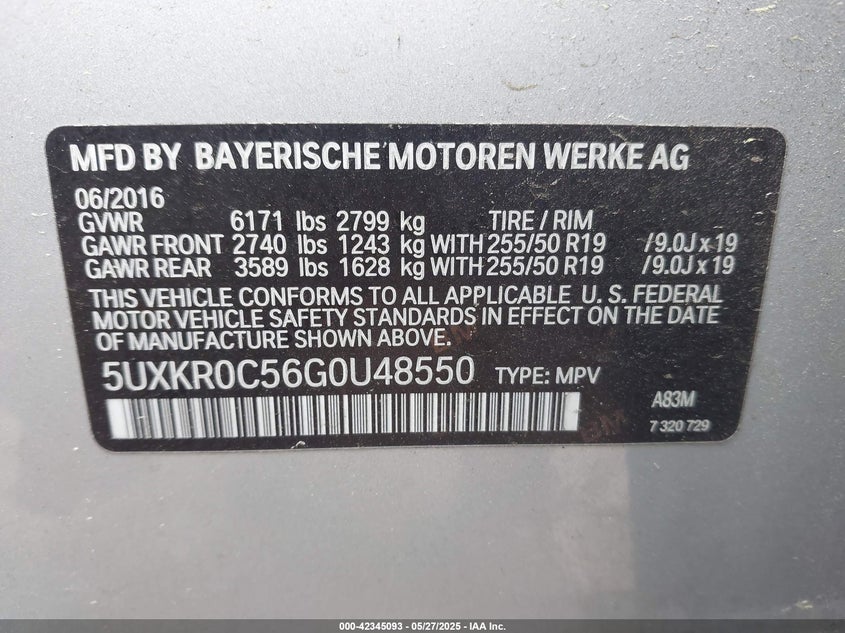 MFD BY BAYERISCHE MOTOREN WERKE AG
06/2016
GVWR 6171 lbs 2799 kg TIRE / RIM
GAWR FRONT 2740 lbs 1243 kg WITH 255/50 R19 /9.0J x 19
GAWR REAR 3589 lbs 1628 kg WITH 255/50 R19 /9.0J x 19
THIS VEHICLE CONFORMS TO ALL APPLICABLE U. S. FEDERAL
MOTOR VEHICLE SAFETY STANDARDS IN EFFECT ON THE DATE
OF MANUFACTURE SHOWN ABOVE.
5UXKR0C56G0U48550 TYPE: MPV
A83M
7 320 729
000-42345093 - 05/27/2025 - IAA Inc.